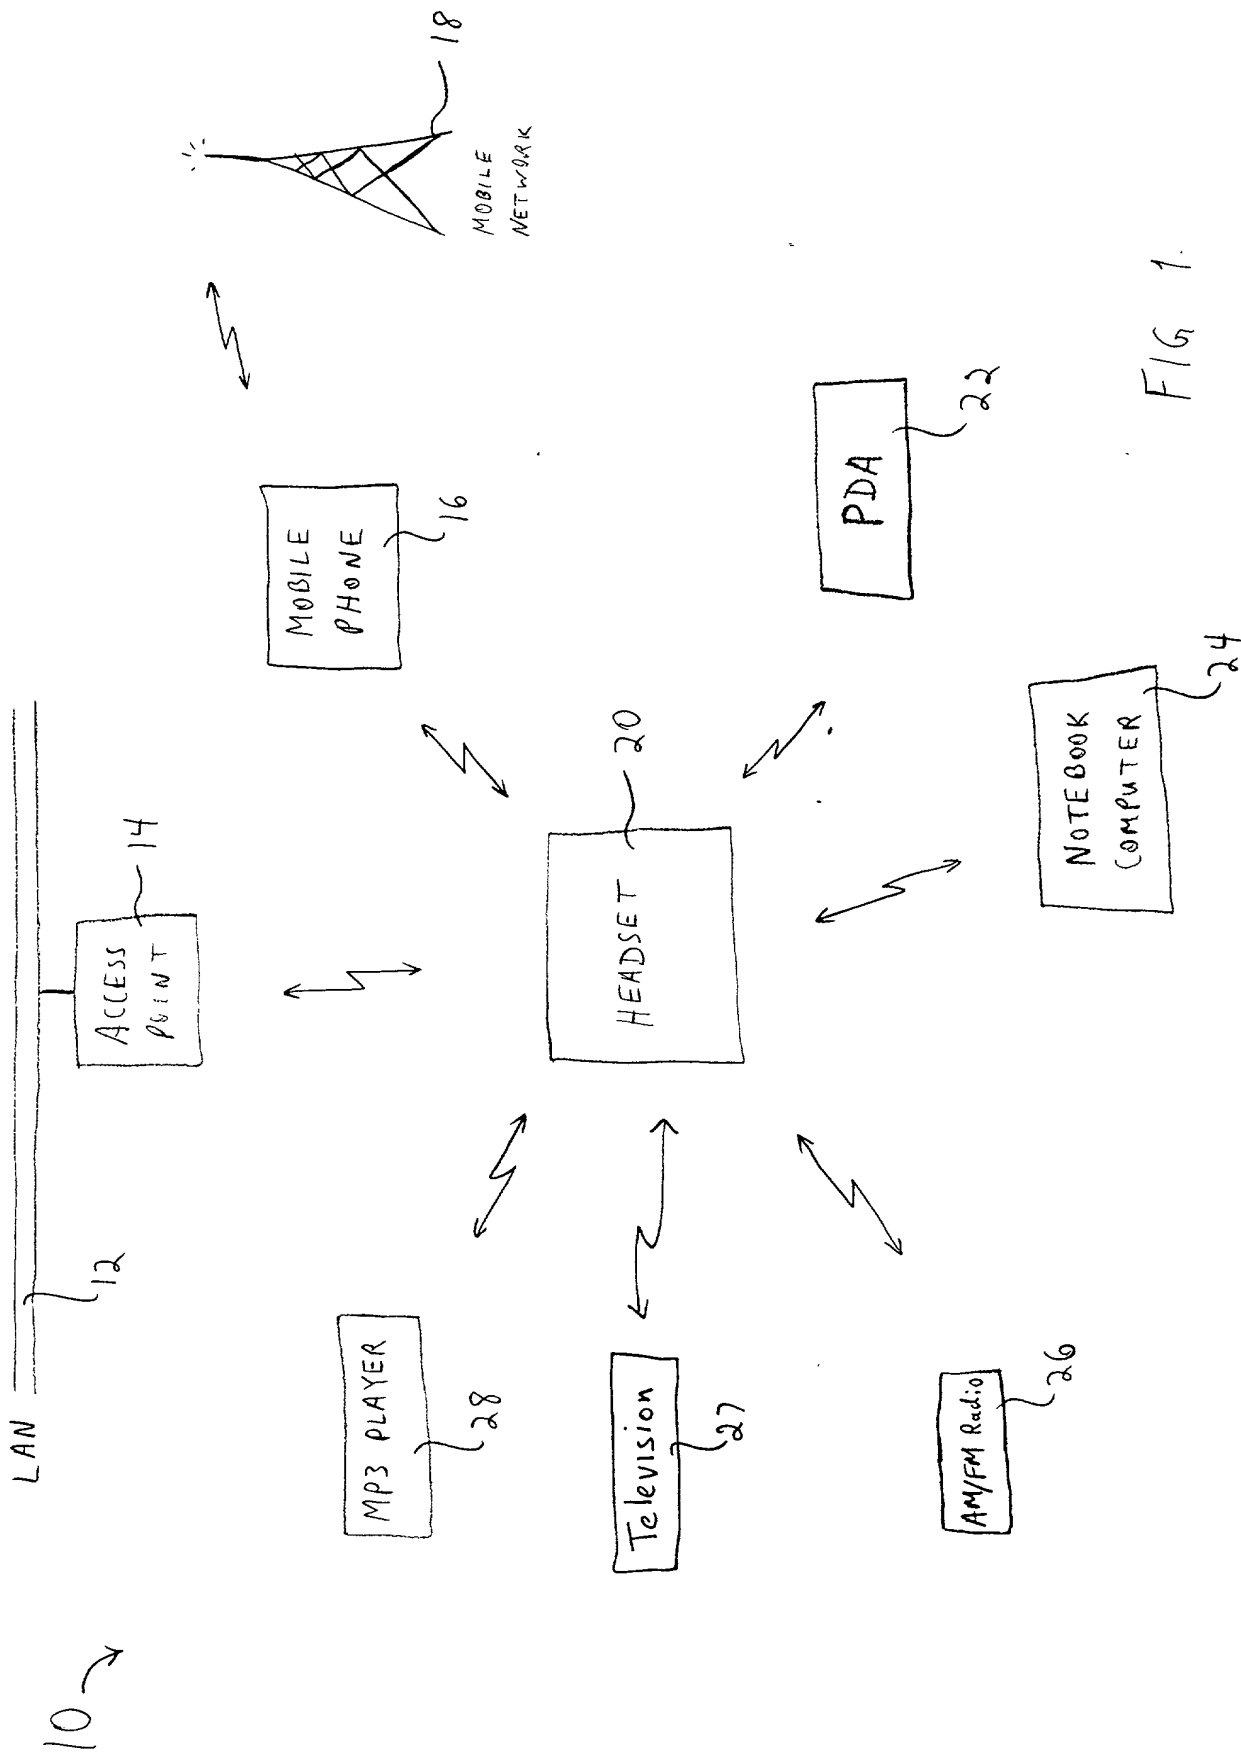 10
LAN
12
ACCESS
POINT
14
MOBILE
PHONE
16
18
MOBILE
NETWORK
MP3 PLAYER
28
HEADSET
20
Television
27
PDA
22
AM/FM Radio
26
NOTEBOOK
COMPUTER
24
FIG 1.